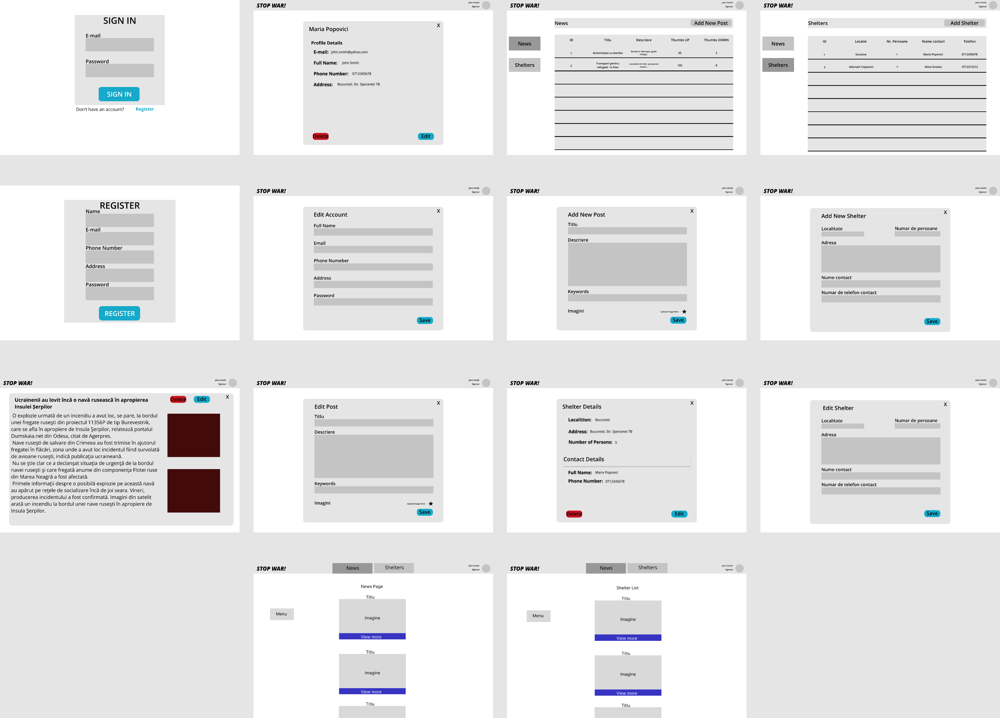 SIGN IN
E-mail
Password
SIGN IN
Don't have an account? Register
STOP WAR!
John Smith
Signout
X
Maria Popovici
Profile Details
E-mail: john.smith@yahoo.com
Full Name: John Smith
Phone Number: 0712345678
Address: Bucuresti, Str. Sperantei 7B
Delete Edit
STOP WAR!
John Smith
Signout
News Add New Post
News
Shelters
ID Titlu Descriere Thumbs UP Thumbs DOWN
1 Amenintare cu bomba Bomba in Mariupol, gasiti refugiu. 45 2
2 Transport pentru refugiati in Kiev Locuitorii din Kiev pot parasi orasul... 105 8
STOP WAR!
John Smith
Signout
Shelters Add Shelter
News
Shelters
ID Locatie Nr. Persoane Nume contact Telefon
1 Suceava 5 Maria Popovici 0712345678
2 Adunatii Copaceni 9 Alina Greavu 0712312312
REGISTER
Name
E-mail
Phone Number
Address
Password
REGISTER
STOP WAR!
John Smith
Signout
X
Edit Account
Full Name
Email
Phone Numeber
Address
Password
Save
STOP WAR!
John Smith
Signout
X
Add New Post
Titlu
Descriere
Keywords
Imagini Upload Image Here
Save
STOP WAR!
John Smith
Signout
X
Add New Shelter
Localitate Numar de persoane
Adresa
Nume contact
Numar de telefon contact
Save
STOP WAR!
John Smith
Signout
Delete Edit X
Ucrainenii au lovit încă o navă rusească în apropierea
Insulei Șerpilor
O explozie urmată de un incendiu a avut loc, se pare, la bordul
unei fregate rusești din proiectul 11356P de tip Burevestnik,
care se afla în apropiere de Insula Șerpilor, relatează portalul
Dumskaia.net din Odesa, citat de Agerpres.
Nave rusești de salvare din Crimeea au fost trimise în ajutorul
fregatei în flăcări, zona unde a avut loc incidentul fiind survolată
de avioane rusești, indică publicația ucraineană.
Nu se știe clar ce a declanșat situația de urgență de la bordul
navei rusești și care fregată anume din componența Flotei ruse
din Marea Neagră a fost afectată.
Primele informații despre o posibilă explozie pe această navă
au apărut pe rețele de socializare încă de joi seara. Vineri,
producerea incidentului a fost confirmată. Imagini din satelit
arată un incendiu la bordul unei nave rusești în apropiere de
Insula Șerpilor.
STOP WAR!
John Smith
Signout
X
Edit Post
Titlu
Descriere
Keywords
Imagini Upload Image Here
Save
STOP WAR!
John Smith
Signout
X
Shelter Details
Localition: Bucuresti
Address: Bucuresti, Str. Sperantei 7B
Number of Persons: 5
Contact Details
Full Name: Maria Popovici
Phone Number: 0712345678
Delete Edit
STOP WAR!
John Smith
Signout
X
Edit Shelter
Localitate Numar de persoane
Adresa
Nume contact
Numar de telefon contact
Save
STOP WAR!
News Shelters
John Smith
Signout
News Page
Menu
Titlu
Imagine
View more
Titlu
Imagine
View more
Titlu
STOP WAR!
News Shelters
John Smith
Signout
Shelter List
Menu
Titlu
Imagine
View more
Titlu
Imagine
View more
Titlu